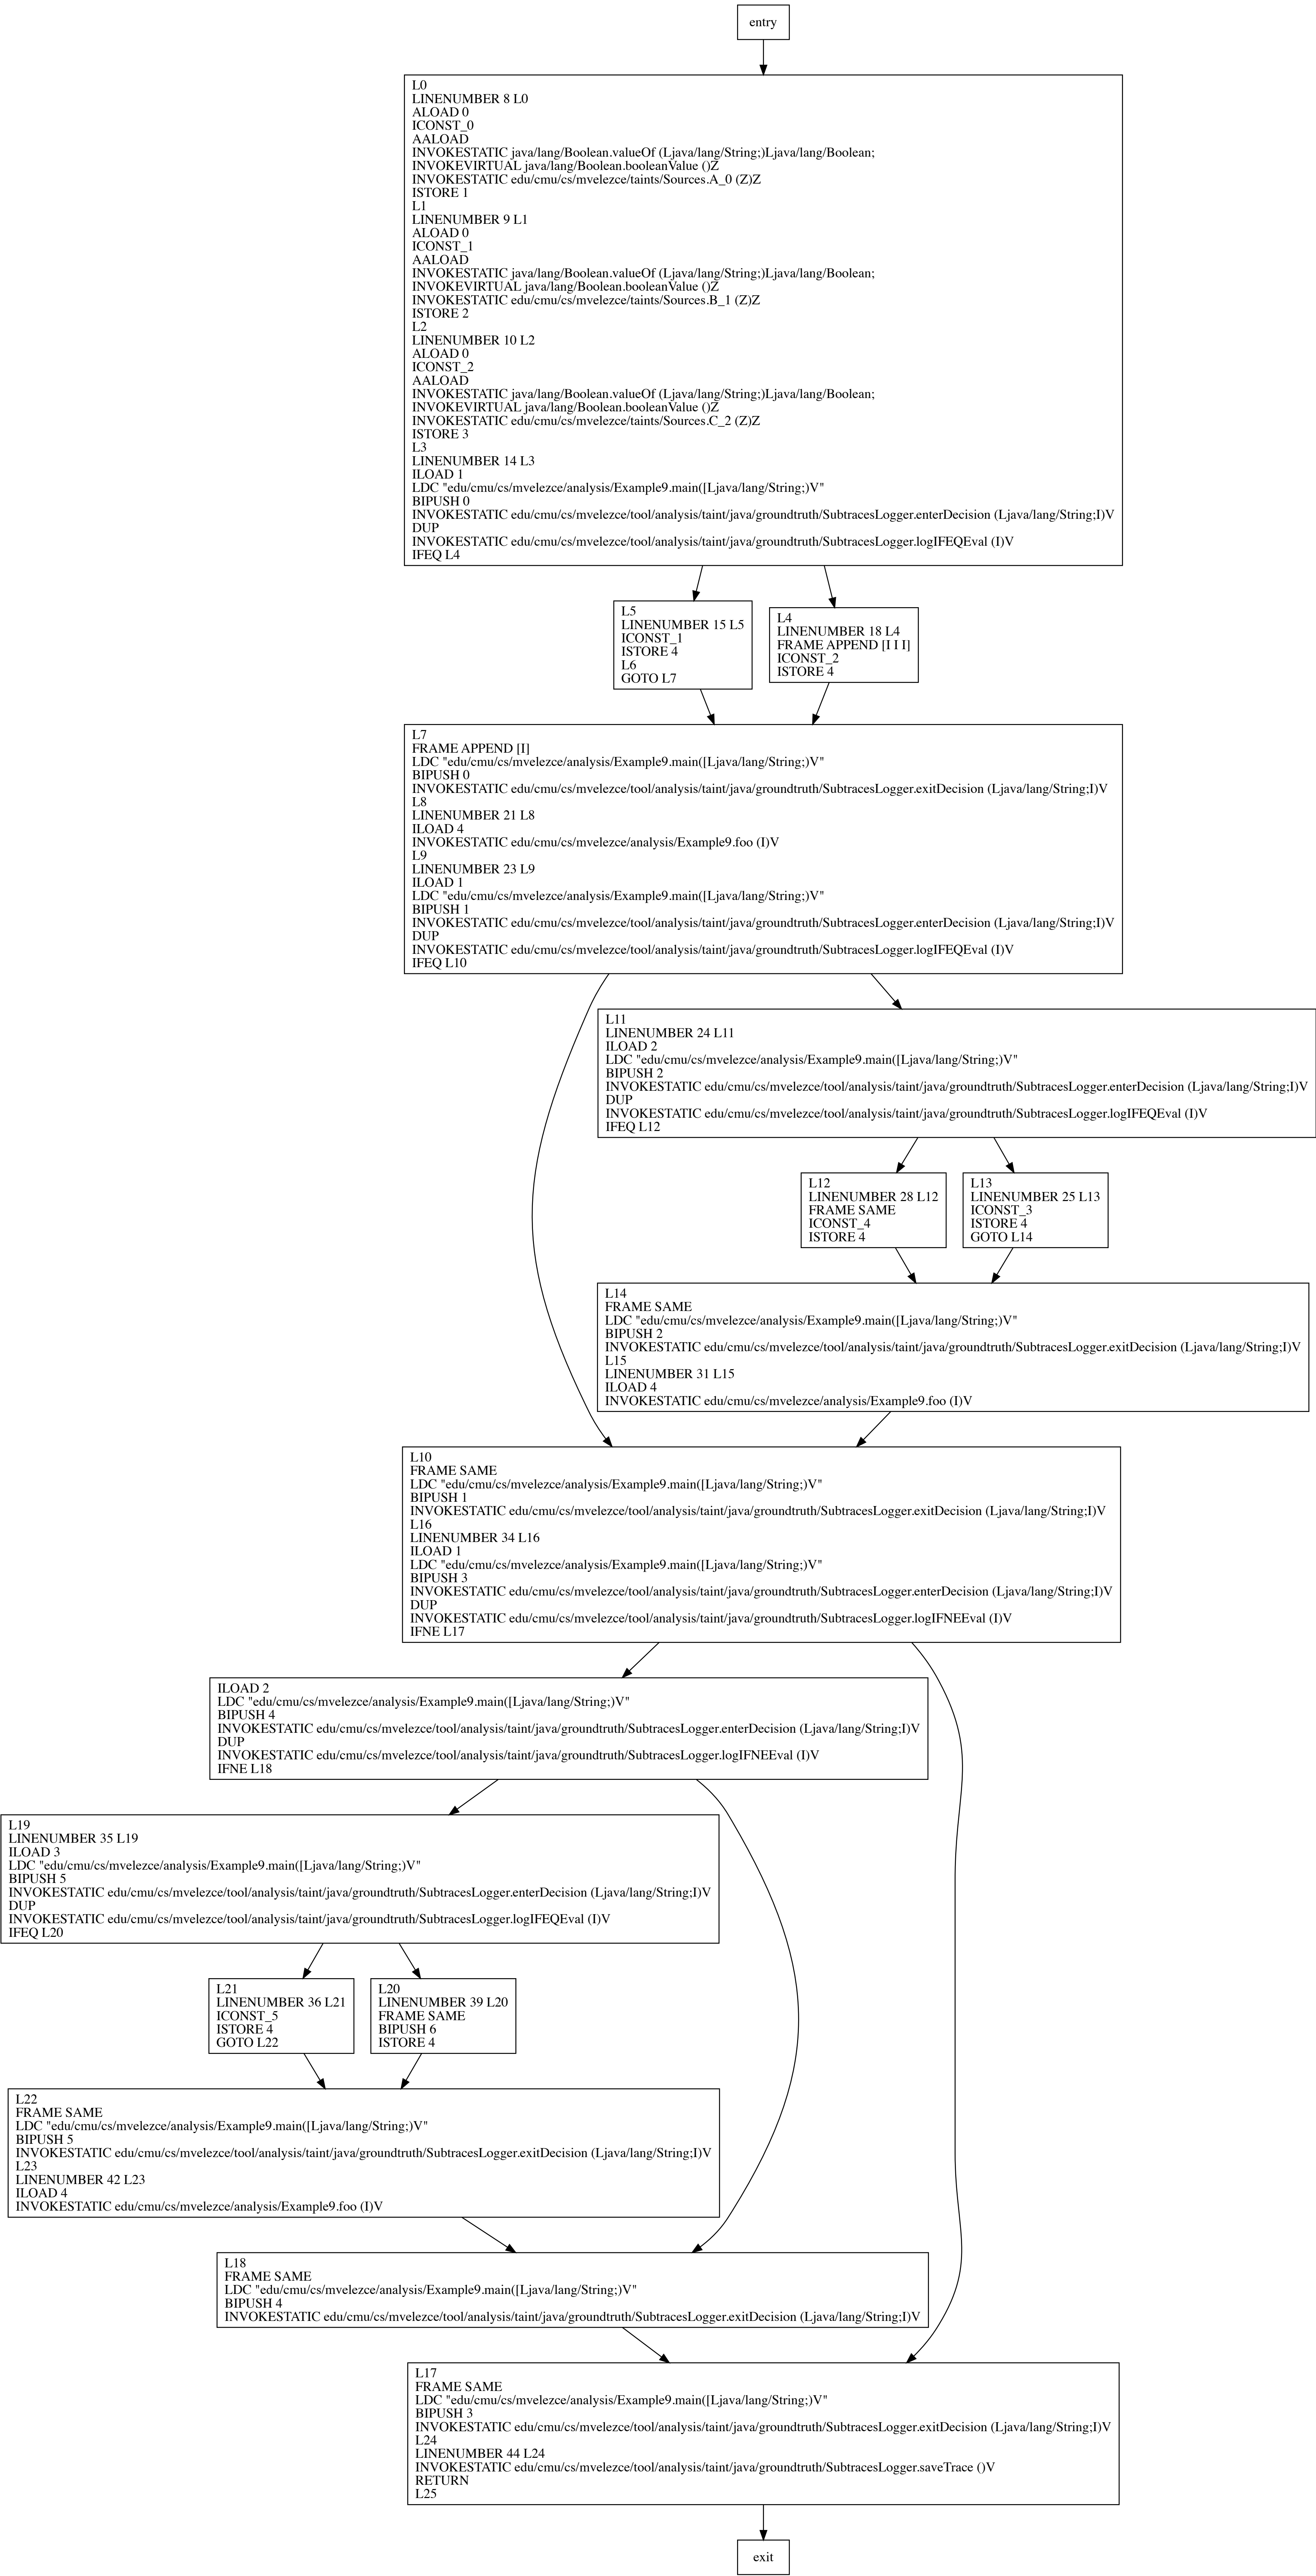 entry
L0
LINENUMBER 8 L0
ALOAD 0
ICONST_0
AALOAD
INVOKESTATIC java/lang/Boolean.valueOf (Ljava/lang/String;)Ljava/lang/Boolean;
INVOKEVIRTUAL java/lang/Boolean.booleanValue ()Z
INVOKESTATIC edu/cmu/cs/mvelezce/taints/Sources.A_0 (Z)Z
ISTORE 1
L1
LINENUMBER 9 L1
ALOAD 0
ICONST_1
AALOAD
INVOKESTATIC java/lang/Boolean.valueOf (Ljava/lang/String;)Ljava/lang/Boolean;
INVOKEVIRTUAL java/lang/Boolean.booleanValue ()Z
INVOKESTATIC edu/cmu/cs/mvelezce/taints/Sources.B_1 (Z)Z
ISTORE 2
L2
LINENUMBER 10 L2
ALOAD 0
ICONST_2
AALOAD
INVOKESTATIC java/lang/Boolean.valueOf (Ljava/lang/String;)Ljava/lang/Boolean;
INVOKEVIRTUAL java/lang/Boolean.booleanValue ()Z
INVOKESTATIC edu/cmu/cs/mvelezce/taints/Sources.C_2 (Z)Z
ISTORE 3
L3
LINENUMBER 14 L3
ILOAD 1
LDC "edu/cmu/cs/mvelezce/analysis/Example9.main([Ljava/lang/String;)V"
BIPUSH 0
INVOKESTATIC edu/cmu/cs/mvelezce/tool/analysis/taint/java/groundtruth/SubtracesLogger.enterDecision (Ljava/lang/String;I)V
DUP
INVOKESTATIC edu/cmu/cs/mvelezce/tool/analysis/taint/java/groundtruth/SubtracesLogger.logIFEQEval (I)V
IFEQ L4
L5
LINENUMBER 15 L5
ICONST_1
ISTORE 4
L6
GOTO L7
L4
LINENUMBER 18 L4
FRAME APPEND [I I I]
ICONST_2
ISTORE 4
L7
FRAME APPEND [I]
LDC "edu/cmu/cs/mvelezce/analysis/Example9.main([Ljava/lang/String;)V"
BIPUSH 0
INVOKESTATIC edu/cmu/cs/mvelezce/tool/analysis/taint/java/groundtruth/SubtracesLogger.exitDecision (Ljava/lang/String;I)V
L8
LINENUMBER 21 L8
ILOAD 4
INVOKESTATIC edu/cmu/cs/mvelezce/analysis/Example9.foo (I)V
L9
LINENUMBER 23 L9
ILOAD 1
LDC "edu/cmu/cs/mvelezce/analysis/Example9.main([Ljava/lang/String;)V"
BIPUSH 1
INVOKESTATIC edu/cmu/cs/mvelezce/tool/analysis/taint/java/groundtruth/SubtracesLogger.enterDecision (Ljava/lang/String;I)V
DUP
INVOKESTATIC edu/cmu/cs/mvelezce/tool/analysis/taint/java/groundtruth/SubtracesLogger.logIFEQEval (I)V
IFEQ L10
L11
LINENUMBER 24 L11
ILOAD 2
LDC "edu/cmu/cs/mvelezce/analysis/Example9.main([Ljava/lang/String;)V"
BIPUSH 2
INVOKESTATIC edu/cmu/cs/mvelezce/tool/analysis/taint/java/groundtruth/SubtracesLogger.enterDecision (Ljava/lang/String;I)V
DUP
INVOKESTATIC edu/cmu/cs/mvelezce/tool/analysis/taint/java/groundtruth/SubtracesLogger.logIFEQEval (I)V
IFEQ L12
L12
LINENUMBER 28 L12
FRAME SAME
ICONST_4
ISTORE 4
L13
LINENUMBER 25 L13
ICONST_3
ISTORE 4
GOTO L14
L14
FRAME SAME
LDC "edu/cmu/cs/mvelezce/analysis/Example9.main([Ljava/lang/String;)V"
BIPUSH 2
INVOKESTATIC edu/cmu/cs/mvelezce/tool/analysis/taint/java/groundtruth/SubtracesLogger.exitDecision (Ljava/lang/String;I)V
L15
LINENUMBER 31 L15
ILOAD 4
INVOKESTATIC edu/cmu/cs/mvelezce/analysis/Example9.foo (I)V
L10
FRAME SAME
LDC "edu/cmu/cs/mvelezce/analysis/Example9.main([Ljava/lang/String;)V"
BIPUSH 1
INVOKESTATIC edu/cmu/cs/mvelezce/tool/analysis/taint/java/groundtruth/SubtracesLogger.exitDecision (Ljava/lang/String;I)V
L16
LINENUMBER 34 L16
ILOAD 1
LDC "edu/cmu/cs/mvelezce/analysis/Example9.main([Ljava/lang/String;)V"
BIPUSH 3
INVOKESTATIC edu/cmu/cs/mvelezce/tool/analysis/taint/java/groundtruth/SubtracesLogger.enterDecision (Ljava/lang/String;I)V
DUP
INVOKESTATIC edu/cmu/cs/mvelezce/tool/analysis/taint/java/groundtruth/SubtracesLogger.logIFNEEval (I)V
IFNE L17
ILOAD 2
LDC "edu/cmu/cs/mvelezce/analysis/Example9.main([Ljava/lang/String;)V"
BIPUSH 4
INVOKESTATIC edu/cmu/cs/mvelezce/tool/analysis/taint/java/groundtruth/SubtracesLogger.enterDecision (Ljava/lang/String;I)V
DUP
INVOKESTATIC edu/cmu/cs/mvelezce/tool/analysis/taint/java/groundtruth/SubtracesLogger.logIFNEEval (I)V
IFNE L18
L19
LINENUMBER 35 L19
ILOAD 3
LDC "edu/cmu/cs/mvelezce/analysis/Example9.main([Ljava/lang/String;)V"
BIPUSH 5
INVOKESTATIC edu/cmu/cs/mvelezce/tool/analysis/taint/java/groundtruth/SubtracesLogger.enterDecision (Ljava/lang/String;I)V
DUP
INVOKESTATIC edu/cmu/cs/mvelezce/tool/analysis/taint/java/groundtruth/SubtracesLogger.logIFEQEval (I)V
IFEQ L20
L21
LINENUMBER 36 L21
ICONST_5
ISTORE 4
GOTO L22
L20
LINENUMBER 39 L20
FRAME SAME
BIPUSH 6
ISTORE 4
L22
FRAME SAME
LDC "edu/cmu/cs/mvelezce/analysis/Example9.main([Ljava/lang/String;)V"
BIPUSH 5
INVOKESTATIC edu/cmu/cs/mvelezce/tool/analysis/taint/java/groundtruth/SubtracesLogger.exitDecision (Ljava/lang/String;I)V
L23
LINENUMBER 42 L23
ILOAD 4
INVOKESTATIC edu/cmu/cs/mvelezce/analysis/Example9.foo (I)V
L18
FRAME SAME
LDC "edu/cmu/cs/mvelezce/analysis/Example9.main([Ljava/lang/String;)V"
BIPUSH 4
INVOKESTATIC edu/cmu/cs/mvelezce/tool/analysis/taint/java/groundtruth/SubtracesLogger.exitDecision (Ljava/lang/String;I)V
L17
FRAME SAME
LDC "edu/cmu/cs/mvelezce/analysis/Example9.main([Ljava/lang/String;)V"
BIPUSH 3
INVOKESTATIC edu/cmu/cs/mvelezce/tool/analysis/taint/java/groundtruth/SubtracesLogger.exitDecision (Ljava/lang/String;I)V
L24
LINENUMBER 44 L24
INVOKESTATIC edu/cmu/cs/mvelezce/tool/analysis/taint/java/groundtruth/SubtracesLogger.saveTrace ()V
RETURN
L25
exit